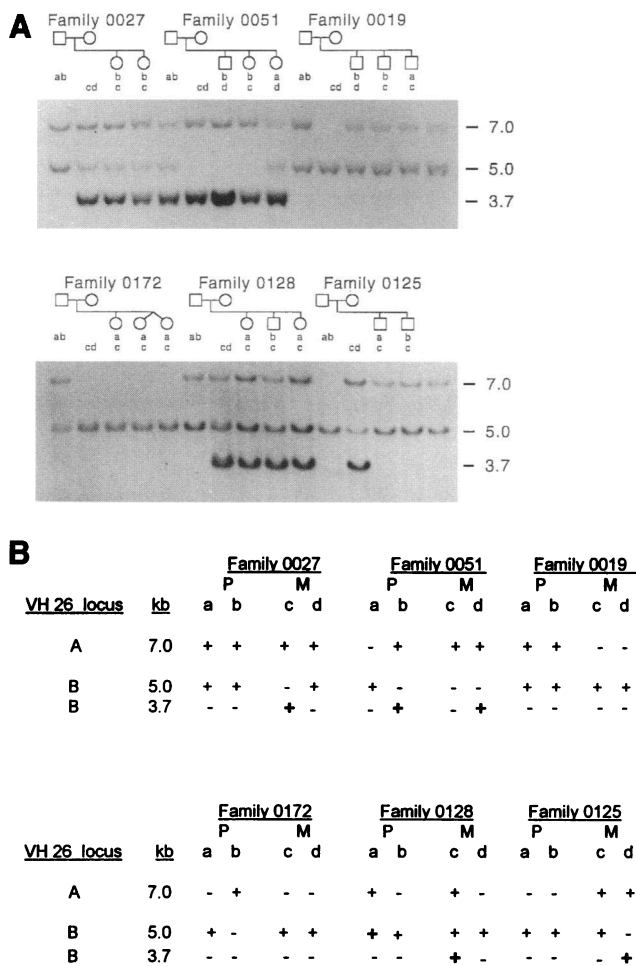 A
Family 0027 Family 0051 Family 0019
b b b b a b b a
ab c c ab d c d ab d c c
cd cd cd
7.0
5.0
3.7
Family 0172 Family 0128 Family 0125
ab a a a ab a b a ab a b
cd c c c cd c c c cd c c
7.0
5.0
3.7
B
Family 0027 Family 0051 Family 0019
P M P M P M
VH 26 locus kb a b c d a b c d a b c d
A 7.0 + + + + - + + + + + - -
B 5.0 + + - + + - - - + + + +
B 3.7 - - + - - + - + - - - -
Family 0172 Family 0128 Family 0125
P M P M P M
VH 26 locus kb a b c d a b c d a b c d
A 7.0 - + - - + - + - - - + +
B 5.0 + - + + + + + + + + + -
B 3.7 - - - - - - + - - - - +